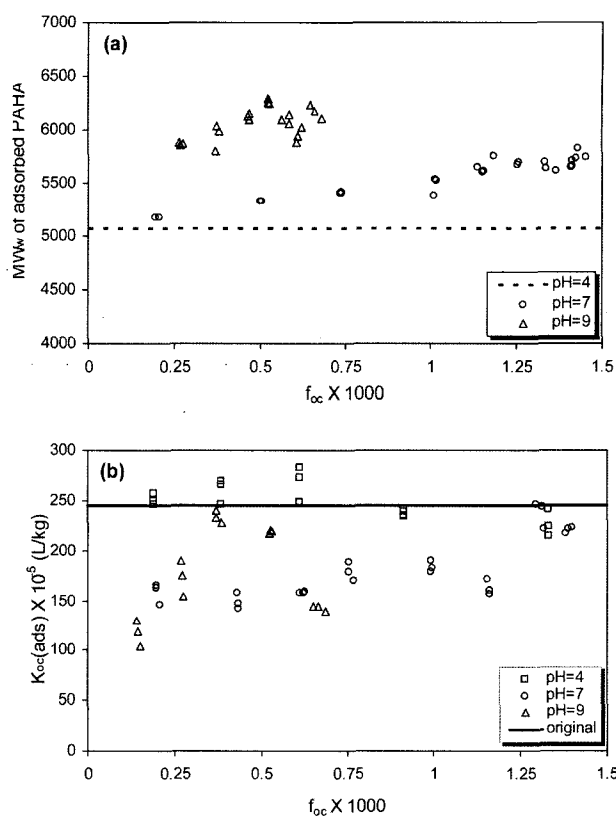 (a)
7000
6500
6000
5500
5000
4500
4000
MWw of adsorbed PAHA
0 0.25 0.5 0.75 1 1.25 1.5
foc X 1000
pH=4
pH=7
pH=9
(b)
300
250
200
150
100
50
0
Koc(ads) X 10-5 (L/kg)
0 0.25 0.5 0.75 1 1.25 1.5
foc X 1000
pH=4
pH=7
pH=9
original